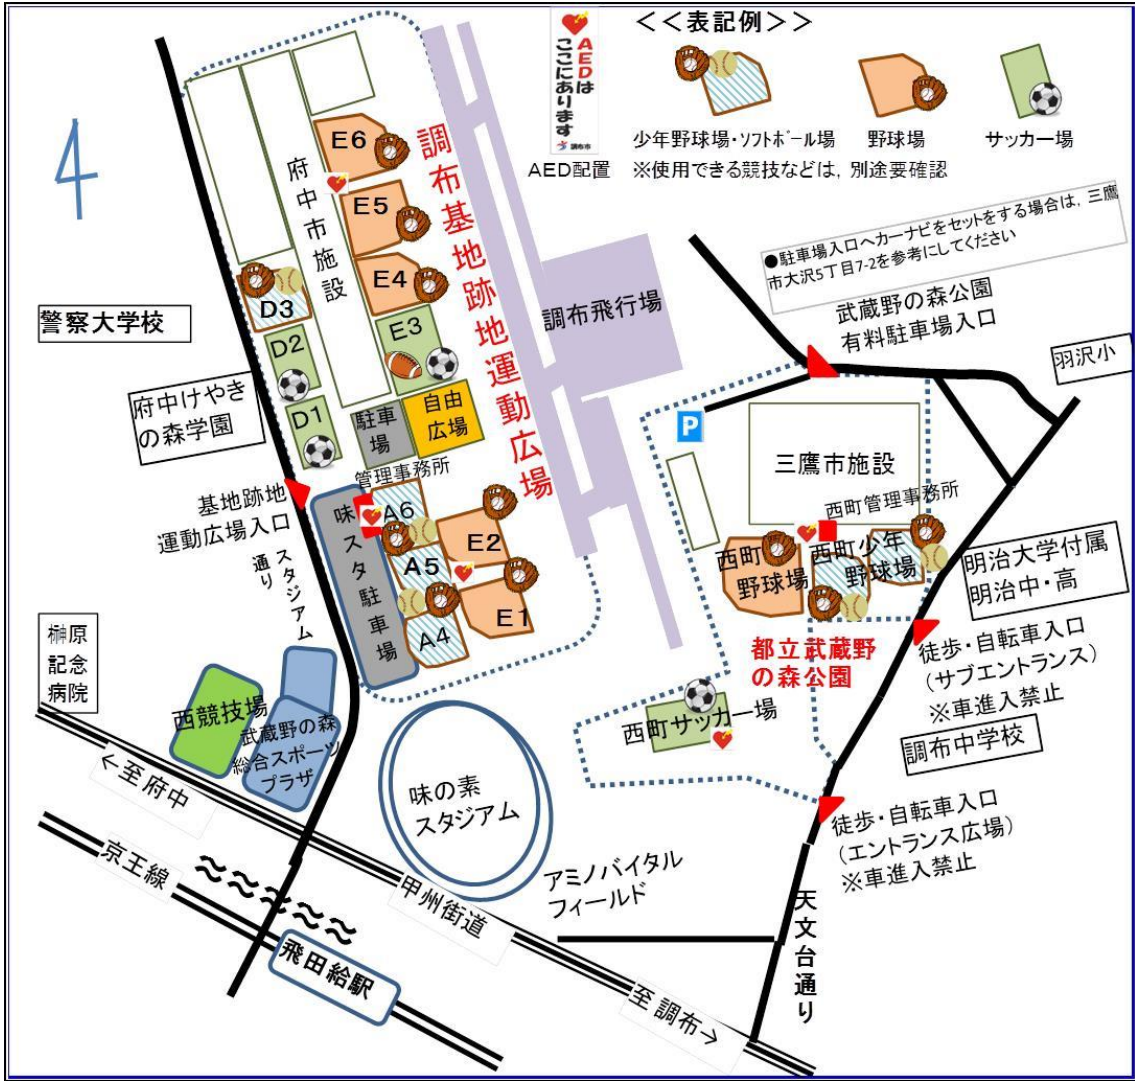 <<表記例>>
AEDは
ここにあります
調布市
AED配置
少年野球場・ソフトボール場
野球場
サッカー場
※使用できる競技などは，別途要確認
●駐車場入口へカーナビをセットをする場合は，三鷹
市大沢5丁目7-2を参考にしてください
武蔵野の森公園
有料駐車場入口
羽沢小
調布基地跡地運動広場
調布飛行場
府中市施設
E6
E5
E4
E3
D3
D2
D1
警察大学校
府中けやき
の森学園
駐車
場
自由
広場
管理事務所
基地跡地
運動広場入口
スタジアム
通り
味スタ駐車場
A6
A5
A4
E2
E1
P
三鷹市施設
西町管理事務所
西町
野球場
西町少年
野球場
明治大学付属
明治中・高
徒歩・自転車入口
(サブエントランス)
※車進入禁止
都立武蔵野
の森公園
調布中学校
西町サッカー場
徒歩・自転車入口
(エントランス広場)
※車進入禁止
榊原
記念
病院
西競技場
武蔵野の森
総合スポーツ
プラザ
味の素
スタジアム
アミノバイタル
フィールド
←至府中
京王線
甲州街道
飛田給駅
至調布→
天文台通り